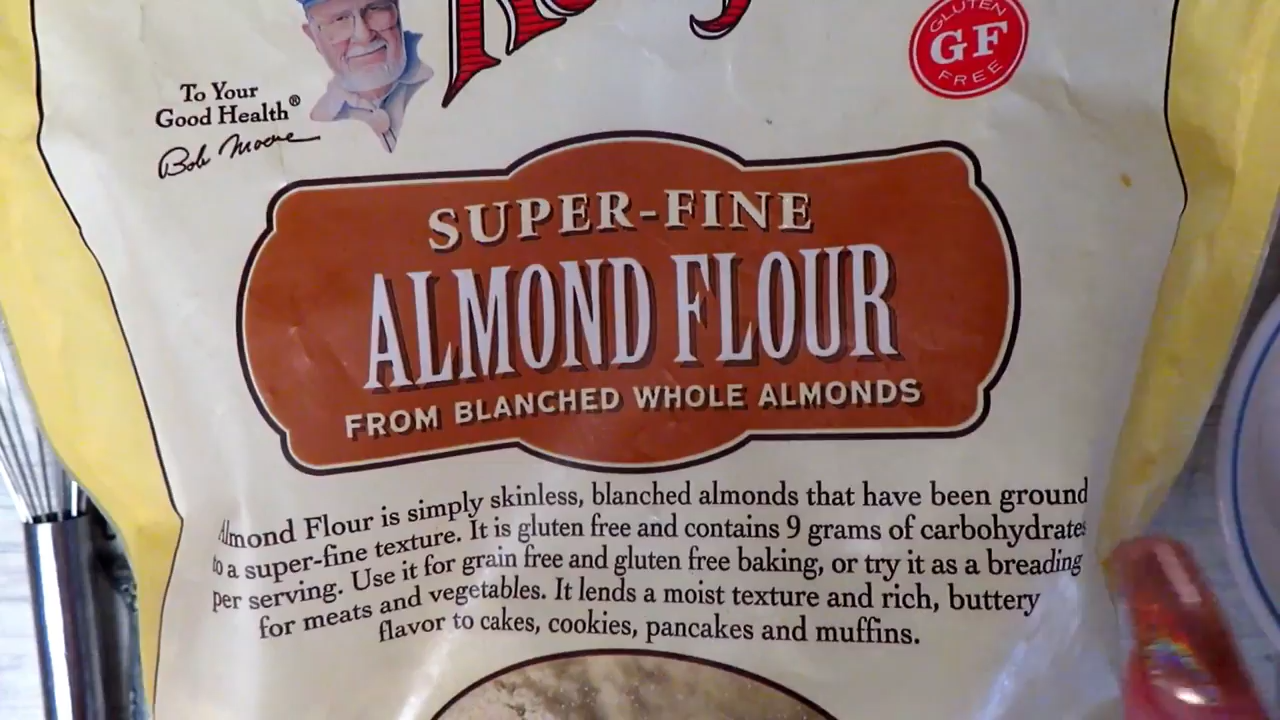 GLUTEN
GF
FREE
To Your
Good Health®
Bob Moore
SUPER-FINE
ALMOND FLOUR
FROM BLANCHED WHOLE ALMONDS
Almond Flour is simply skinless, blanched almonds that have been ground
to a super-fine texture. It is gluten free and contains 9 grams of carbohydrates
per serving. Use it for grain free and gluten free baking, or try it as a breading
for meats and vegetables. It lends a moist texture and rich, buttery
flavor to cakes, cookies, pancakes and muffins.